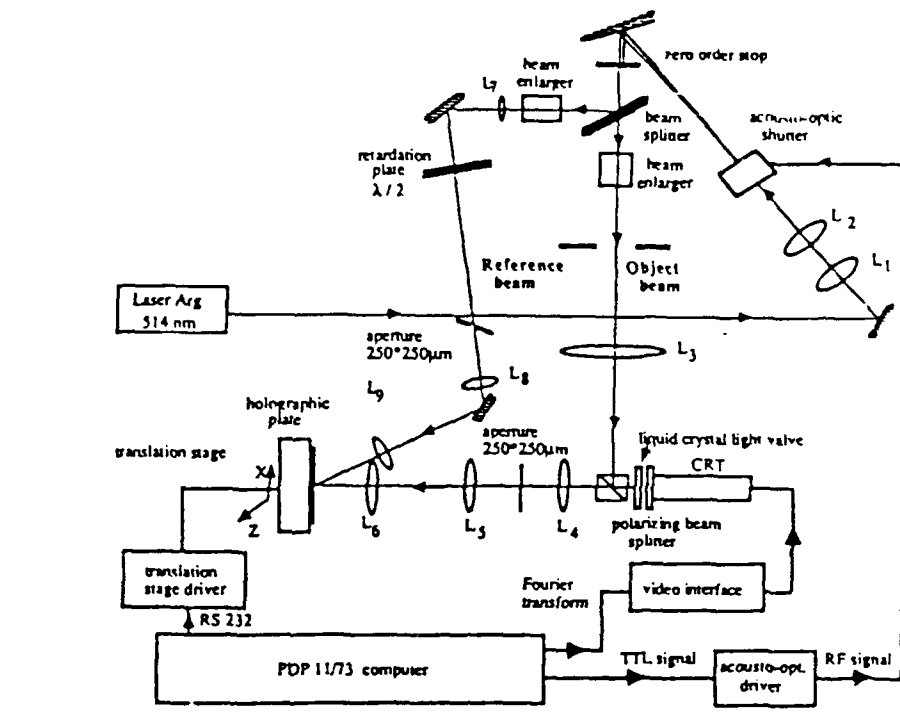 zero order stop
beam
enlarger
L7
beam
splitter
acousto-optic
shutter
retardation
plate
λ / 2
beam
enlarger
L 2
L1
Reference
beam
Object
beam
Laser Arg
514 nm
aperture
250*250μm
L3
L8
L9
holographic
plate
aperture
250*250μm
liquid crystal light valve
CRT
translation stage
X
Z
L6
L5
L4
polarizing beam
splitter
translation
stage driver
Fourier
transform
video interface
RS 232
PDP 11/73 computer
TTL signal
acousto-opt.
driver
RF signal